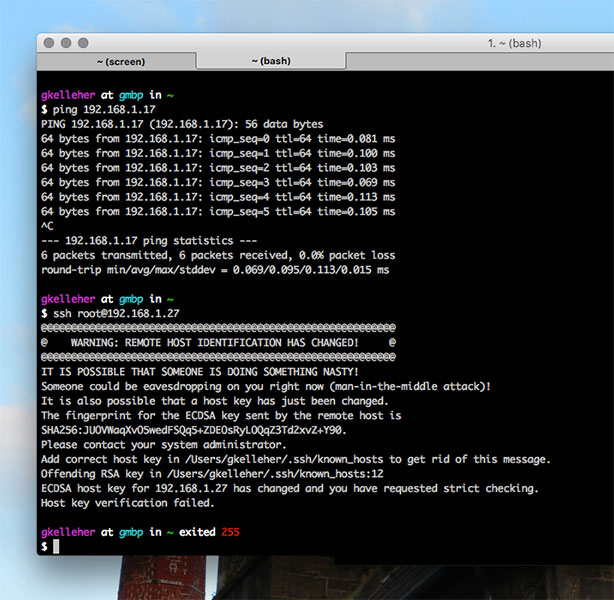 1. ~ (bash)
~ (screen)
~ (bash)
gkelleher at gmbp in ~
$ ping 192.168.1.17
PING 192.168.1.17 (192.168.1.17): 56 data bytes
64 bytes from 192.168.1.17: icmp_seq=0 ttl=64 time=0.081 ms
64 bytes from 192.168.1.17: icmp_seq=1 ttl=64 time=0.100 ms
64 bytes from 192.168.1.17: icmp_seq=2 ttl=64 time=0.103 ms
64 bytes from 192.168.1.17: icmp_seq=3 ttl=64 time=0.069 ms
64 bytes from 192.168.1.17: icmp_seq=4 ttl=64 time=0.113 ms
64 bytes from 192.168.1.17: icmp_seq=5 ttl=64 time=0.105 ms
^C
--- 192.168.1.17 ping statistics ---
6 packets transmitted, 6 packets received, 0.0% packet loss
round-trip min/avg/max/stddev = 0.069/0.095/0.113/0.015 ms
gkelleher at gmbp in ~
$ ssh root@192.168.1.27
@@@@@@@@@@@@@@@@@@@@@@@@@@@@@@@@@@@@@@@@@@@@@@@@@@@@@@@@@@@
@    WARNING: REMOTE HOST IDENTIFICATION HAS CHANGED!     @
@@@@@@@@@@@@@@@@@@@@@@@@@@@@@@@@@@@@@@@@@@@@@@@@@@@@@@@@@@@
IT IS POSSIBLE THAT SOMEONE IS DOING SOMETHING NASTY!
Someone could be eavesdropping on you right now (man-in-the-middle attack)!
It is also possible that a host key has just been changed.
The fingerprint for the ECDSA key sent by the remote host is
SHA256:JUOVWaqXvO5wedFSQq5+ZDEOsRyLOQqZ3Td2xvZ+Y90.
Please contact your system administrator.
Add correct host key in /Users/gkelleher/.ssh/known_hosts to get rid of this message.
Offending RSA key in /Users/gkelleher/.ssh/known_hosts:12
ECDSA host key for 192.168.1.27 has changed and you have requested strict checking.
Host key verification failed.
gkelleher at gmbp in ~ exited 255
$